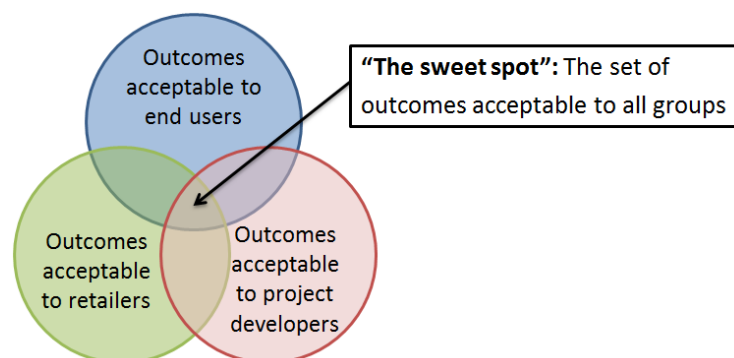 Outcomes
acceptable to
end users
“The sweet spot”: The set of
outcomes acceptable to all groups
Outcomes
acceptable
to retailers
Outcomes
acceptable
to project
developers